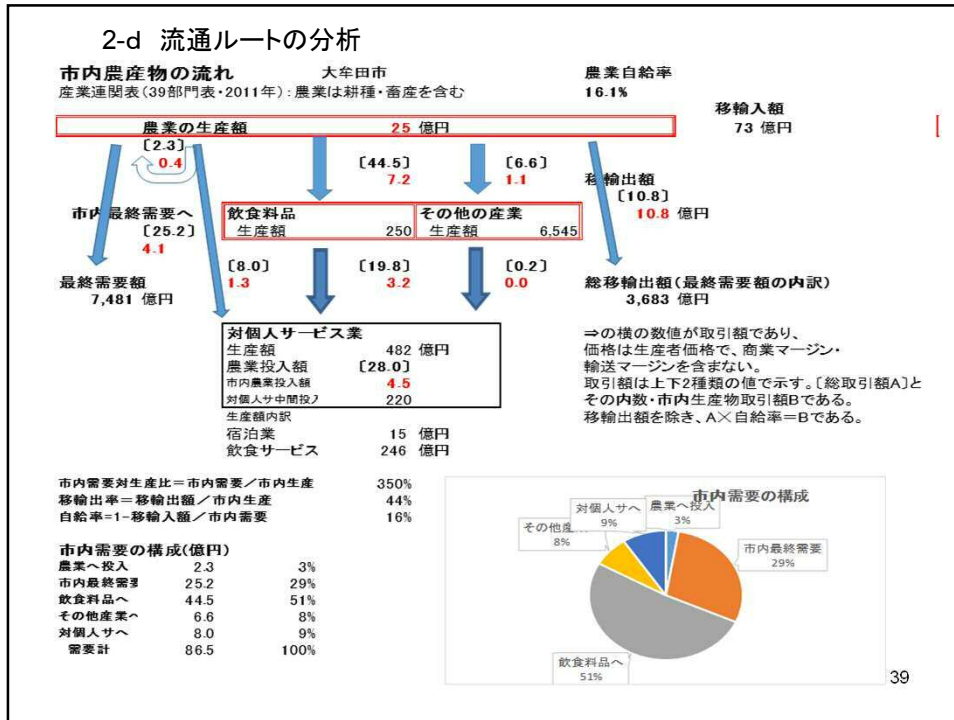 2-d 流通ルートの分析
市内農産物の流れ 大牟田市 農業自給率
産業連関表(39部門表・2011年):農業は耕種・畜産を含む 16.1%
移輸入額
73 億円
農業の生産額 25 億円
〔2.3〕
0.4
〔44.5〕 〔6.6〕
7.2 1.1
移輸出額
〔10.8〕
10.8 億円
市内最終需要へ
〔25.2〕
4.1
飲食料品 その他の産業
生産額 250 生産額 6,545
〔8.0〕 〔19.8〕 〔0.2〕
1.3 3.2 0.0
最終需要額
7,481 億円
総移輸出額(最終需要額の内訳)
3,683 億円
対個人サービス業
生産額 482 億円
農業投入額 〔28.0〕
市内農業投入額 4.5
対個人サ中間投入 220
生産額内訳
宿泊業 15 億円
飲食サービス 246 億円
⇒の横の数値が取引額であり、
価格は生産者価格で、商業マージン・
輸送マージンを含まない。
取引額は上下2種類の値で示す。〔総取引額A〕と
その内数・市内生産物取引額Bである。
移輸出額を除き、A×自給率=Bである。
市内需要対生産比=市内需要/市内生産 350%
移輸出率=移輸出額/市内生産 44%
自給率=1-移輸入額/市内需要 16%
市内需要の構成(億円)
農業へ投入 2.3 3%
市内最終需要 25.2 29%
飲食料品へ 44.5 51%
その他産業へ 6.6 8%
対個人サへ 8.0 9%
需要計 86.5 100%
市内需要の構成
対個人サへ
9%
農業へ投入
3%
その他産...
8%
市内最終需要
29%
飲食料品へ
51%
39